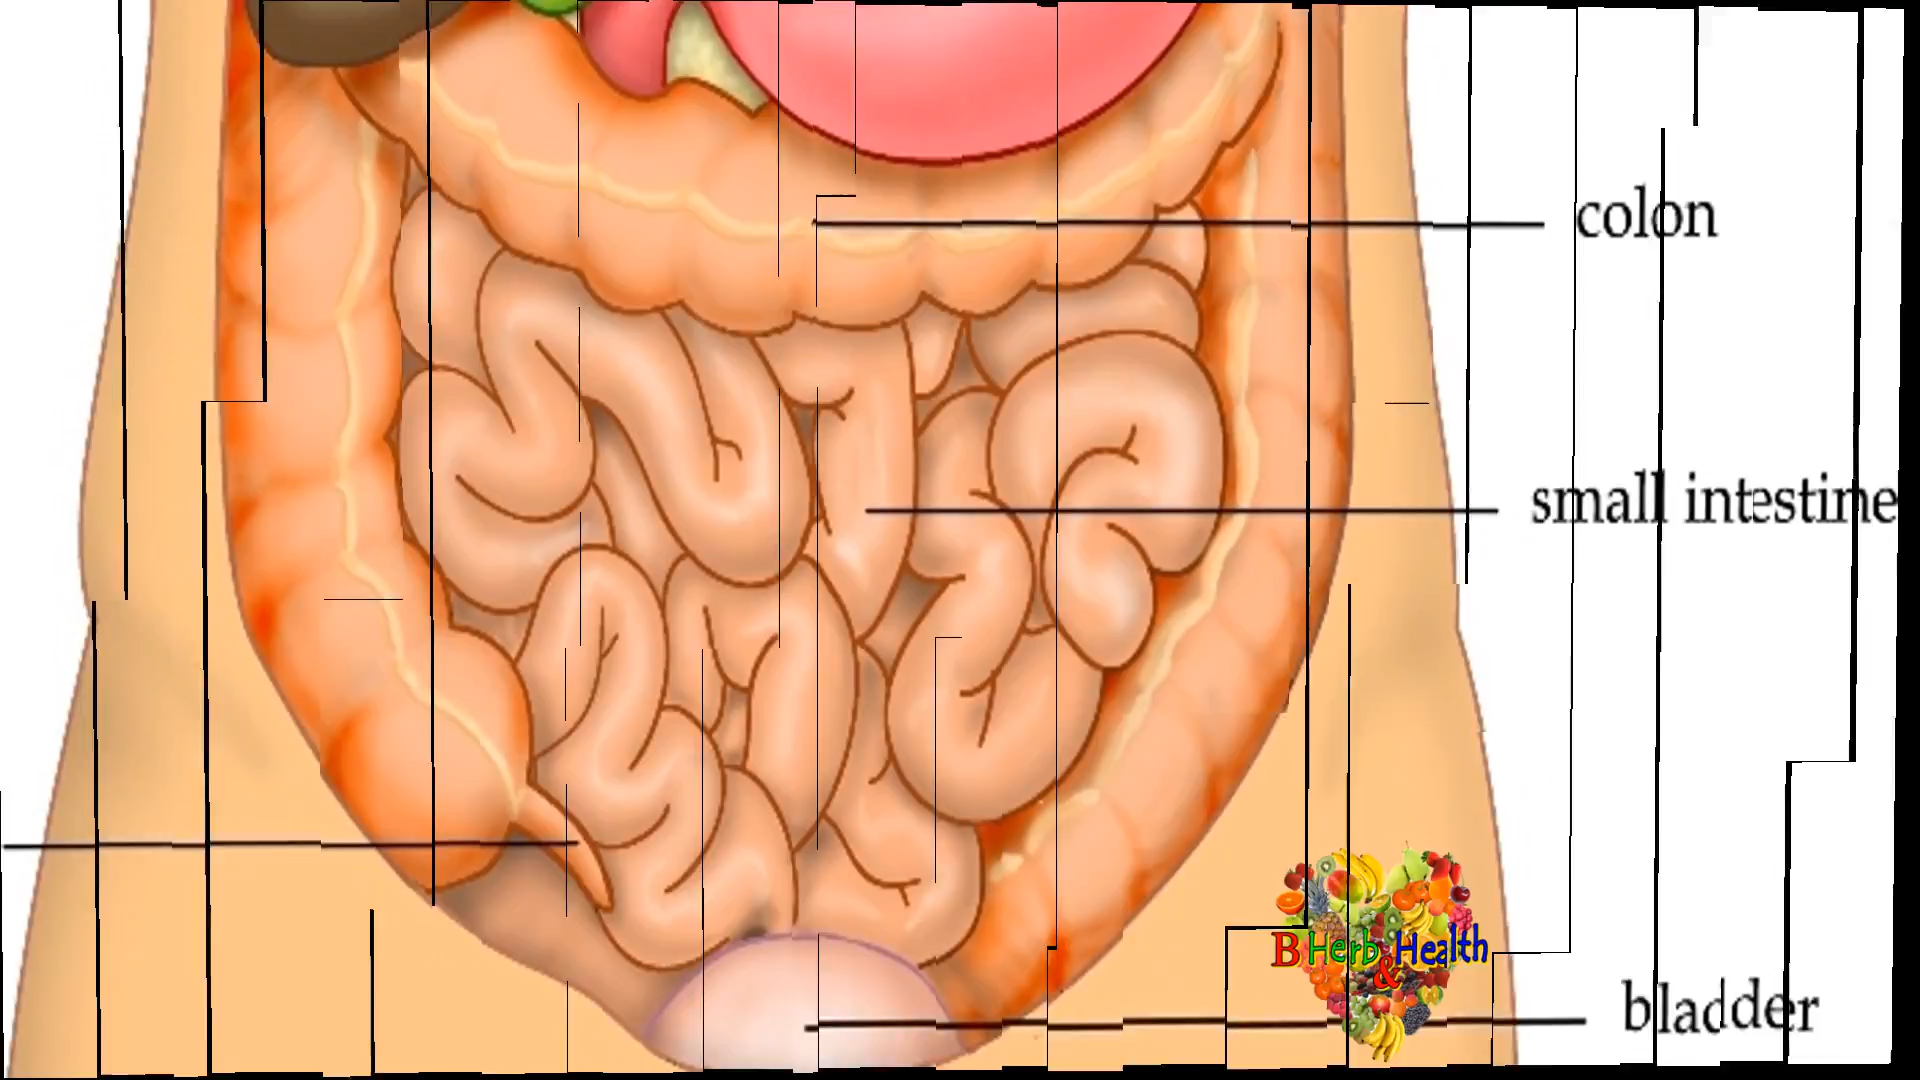 colon
small intestine
B Herb & Health
bladder